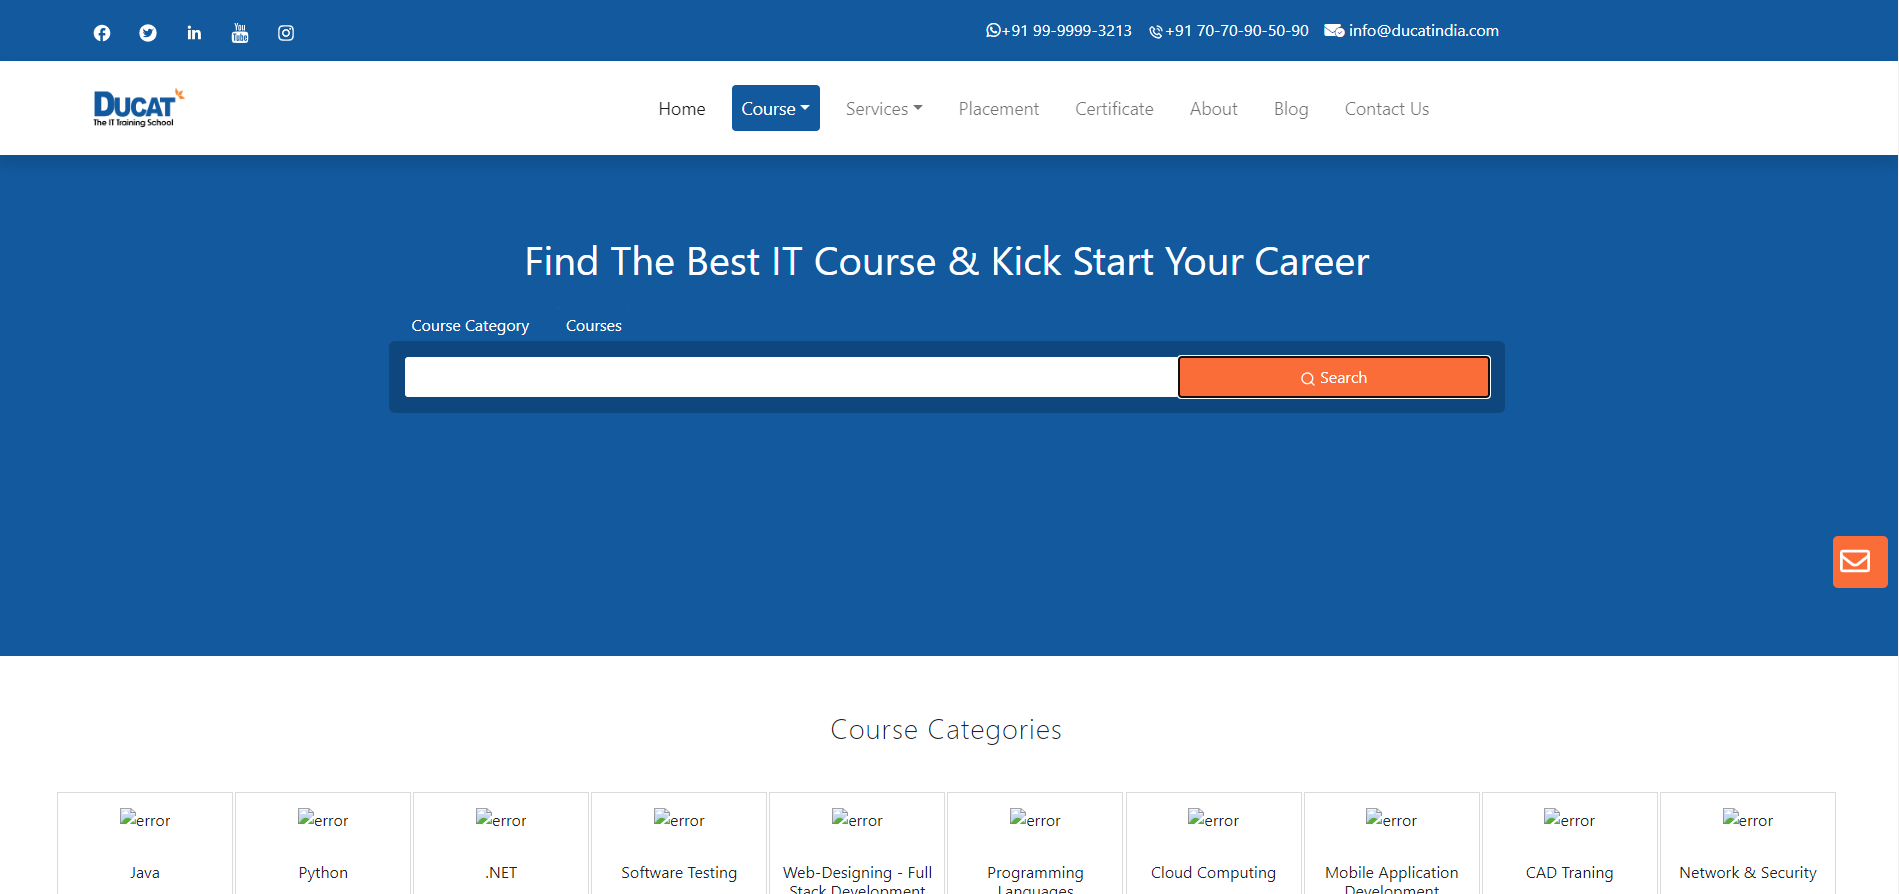 +91 99-9999-3213 +91 70-70-90-50-90 info@ducatindia.com
DUCAT
The IT Training School
Home Course Services Placement Certificate About Blog Contact Us
Find The Best IT Course & Kick Start Your Career
Course Category Courses
Search
Course Categories
error error error error error error error error error error
Java Python .NET Software Testing Web-Designing - Full Programming Cloud Computing Mobile Application CAD Traning Network & Security
Stack Development Languages Development